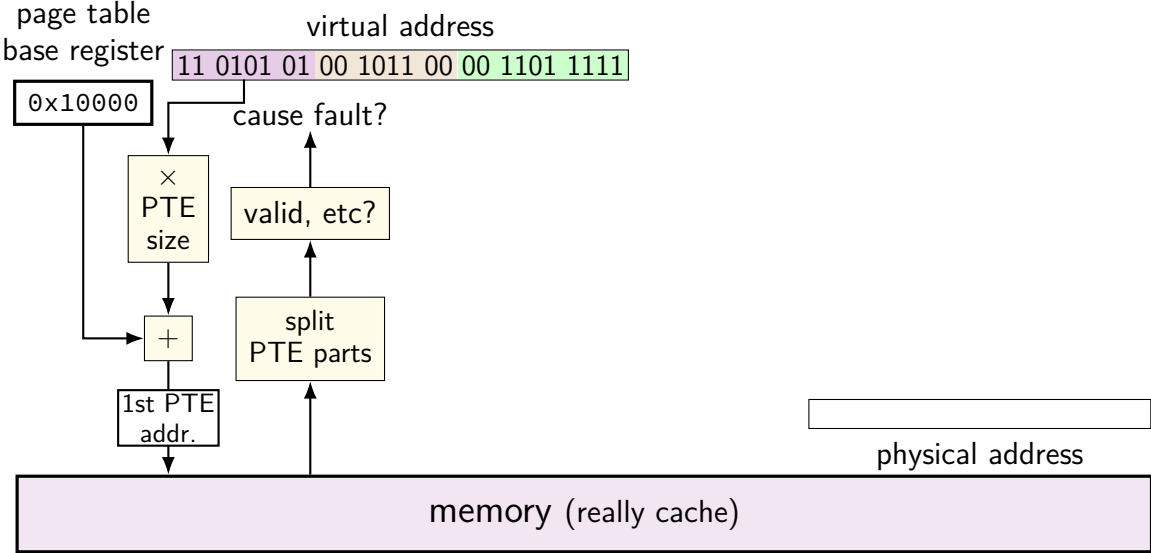 page table
base register
virtual address
11 0101 01 00 1011 00 00 1101 1111
0x10000
cause fault?
×
PTE
size
valid, etc?
split
PTE parts
+
1st PTE
addr.
physical address
memory (really cache)